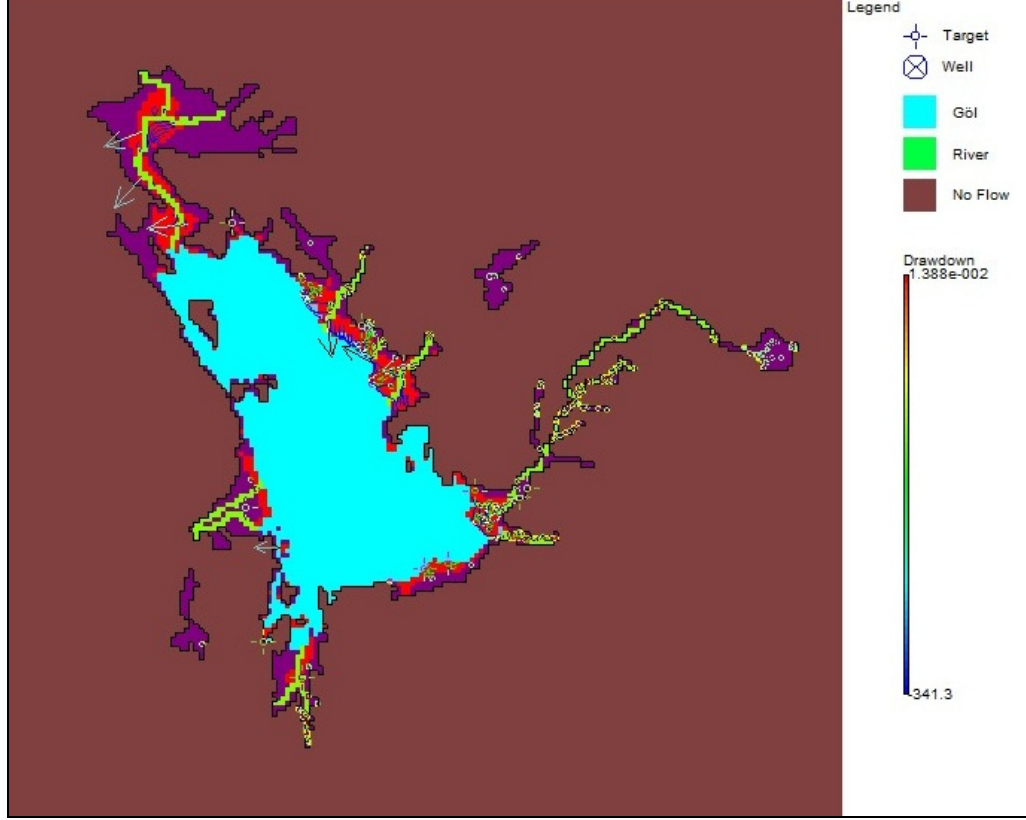 Legend
Target
Well
Göl
River
No Flow
Drawdown
1.388e-002
-341.3